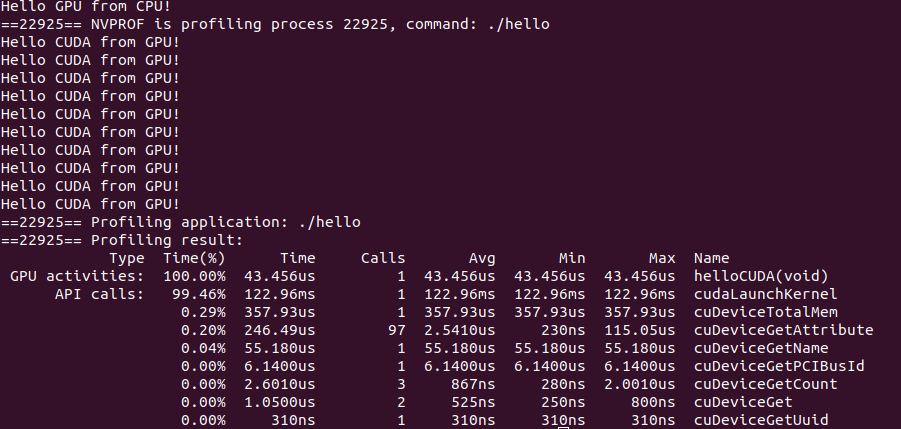 Hello GPU from CPU!
==22925== NVPROF is profiling process 22925, command: ./hello
Hello CUDA from GPU!
Hello CUDA from GPU!
Hello CUDA from GPU!
Hello CUDA from GPU!
Hello CUDA from GPU!
Hello CUDA from GPU!
Hello CUDA from GPU!
Hello CUDA from GPU!
Hello CUDA from GPU!
Hello CUDA from GPU!
==22925== Profiling application: ./hello
==22925== Profiling result:
Type Time(%) Time Calls Avg Min Max Name
GPU activities: 100.00% 43.456us 1 43.456us 43.456us 43.456us helloCUDA(void)
API calls: 99.46% 122.96ms 1 122.96ms 122.96ms 122.96ms cudaLaunchKernel
0.29% 357.93us 1 357.93us 357.93us 357.93us cuDeviceTotalMem
0.20% 246.49us 97 2.5410us 230ns 115.05us cuDeviceGetAttribute
0.04% 55.180us 1 55.180us 55.180us 55.180us cuDeviceGetName
0.00% 6.1400us 1 6.1400us 6.1400us 6.1400us cuDeviceGetPCIBusId
0.00% 2.6010us 3 867ns 280ns 2.0010us cuDeviceGetCount
0.00% 1.0500us 2 525ns 250ns 800ns cuDeviceGet
0.00% 310ns 1 310ns 310ns 310ns cuDeviceGetUuid